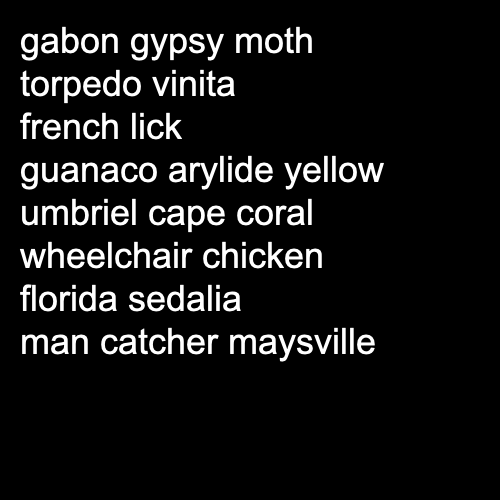 gabon gypsy moth
torpedo vinita
french lick
guanaco arylide yellow
umbriel cape coral
wheelchair chicken
florida sedalia
man catcher maysville